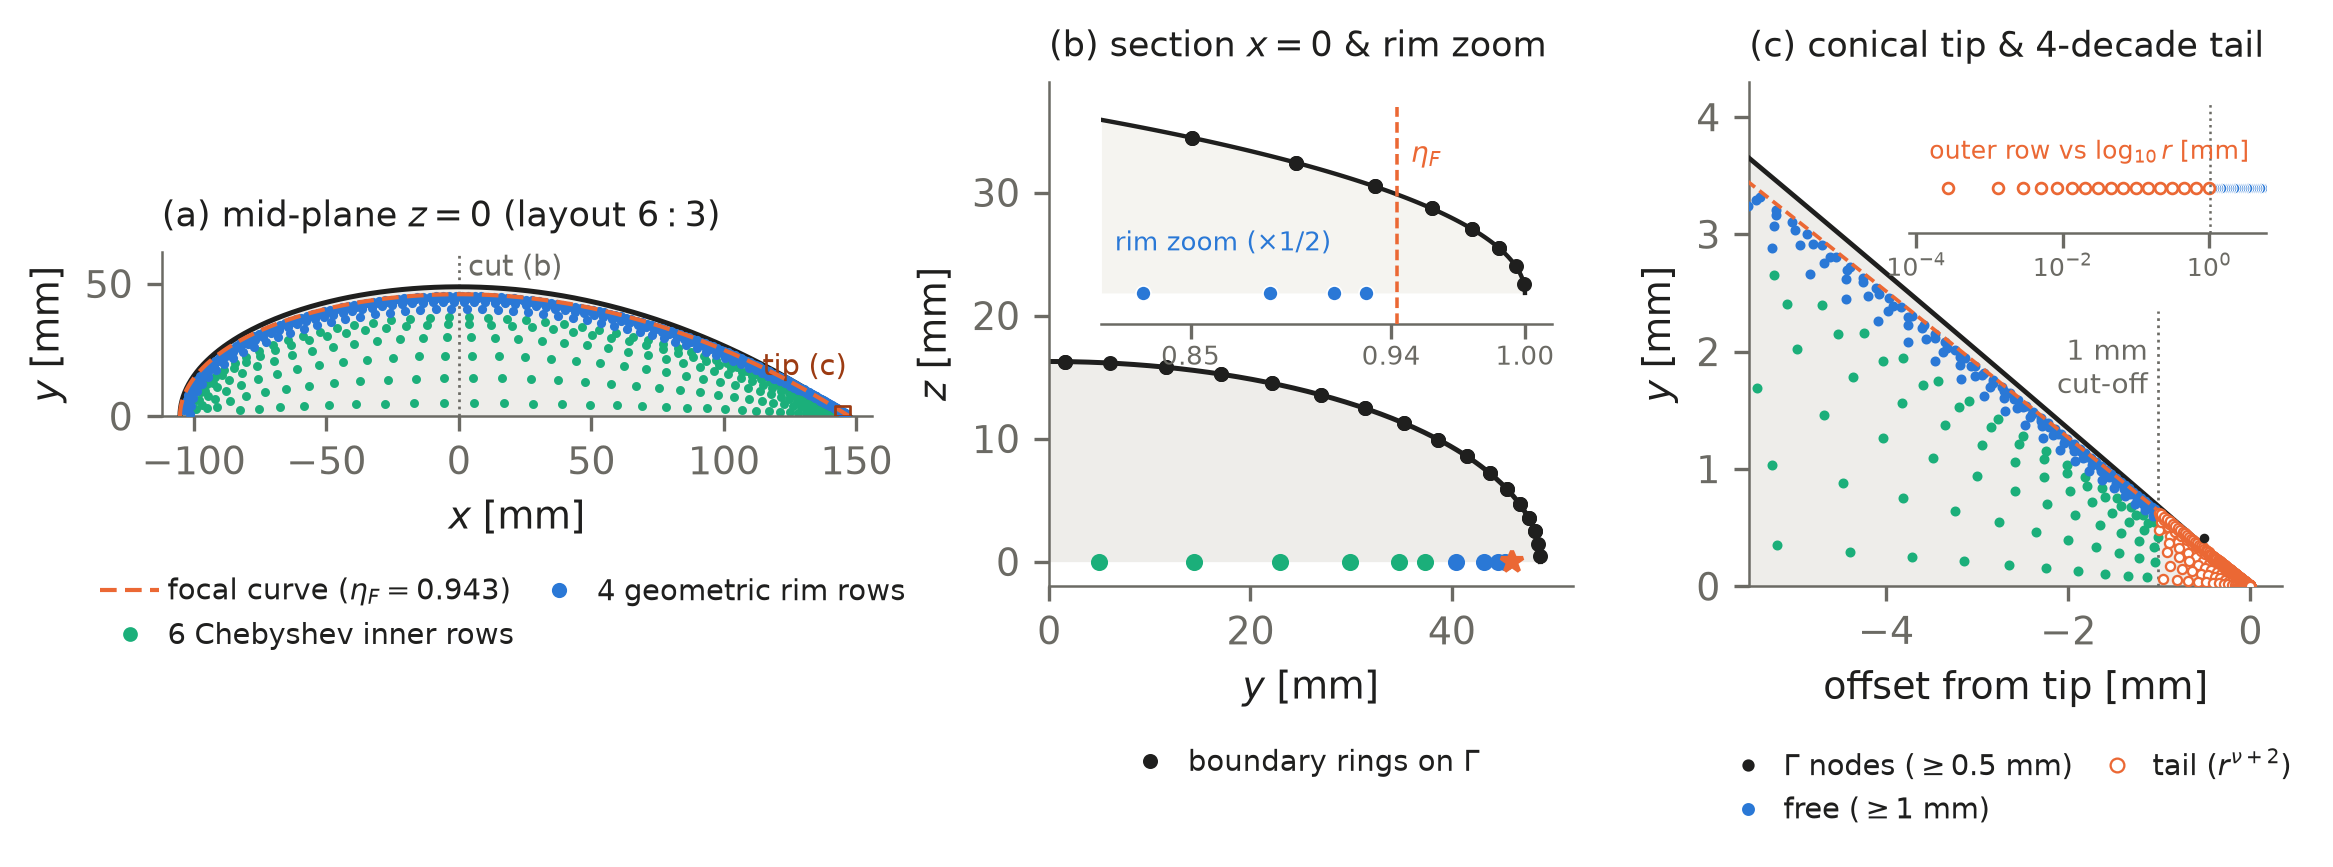 (a) mid-plane z = 0 (layout 6 : 3)
cut (b)
tip (c)
y [mm]
50
0
−100
−50
0
50
100
150
x [mm]
focal curve (ηF = 0.943)
4 geometric rim rows
6 Chebyshev inner rows
(b) section x = 0 & rim zoom
ηF
rim zoom (×1/2)
0.85
0.94
1.00
z [mm]
30
20
10
0
0
20
40
y [mm]
boundary rings on Γ
(c) conical tip & 4-decade tail
outer row vs log₁₀ r [mm]
10⁻⁴
10⁻²
10⁰
1 mm
cut-off
y [mm]
4
3
2
1
0
−4
−2
0
offset from tip [mm]
Γ nodes (≥0.5 mm)
tail (r^{ν+2})
free (≥1 mm)